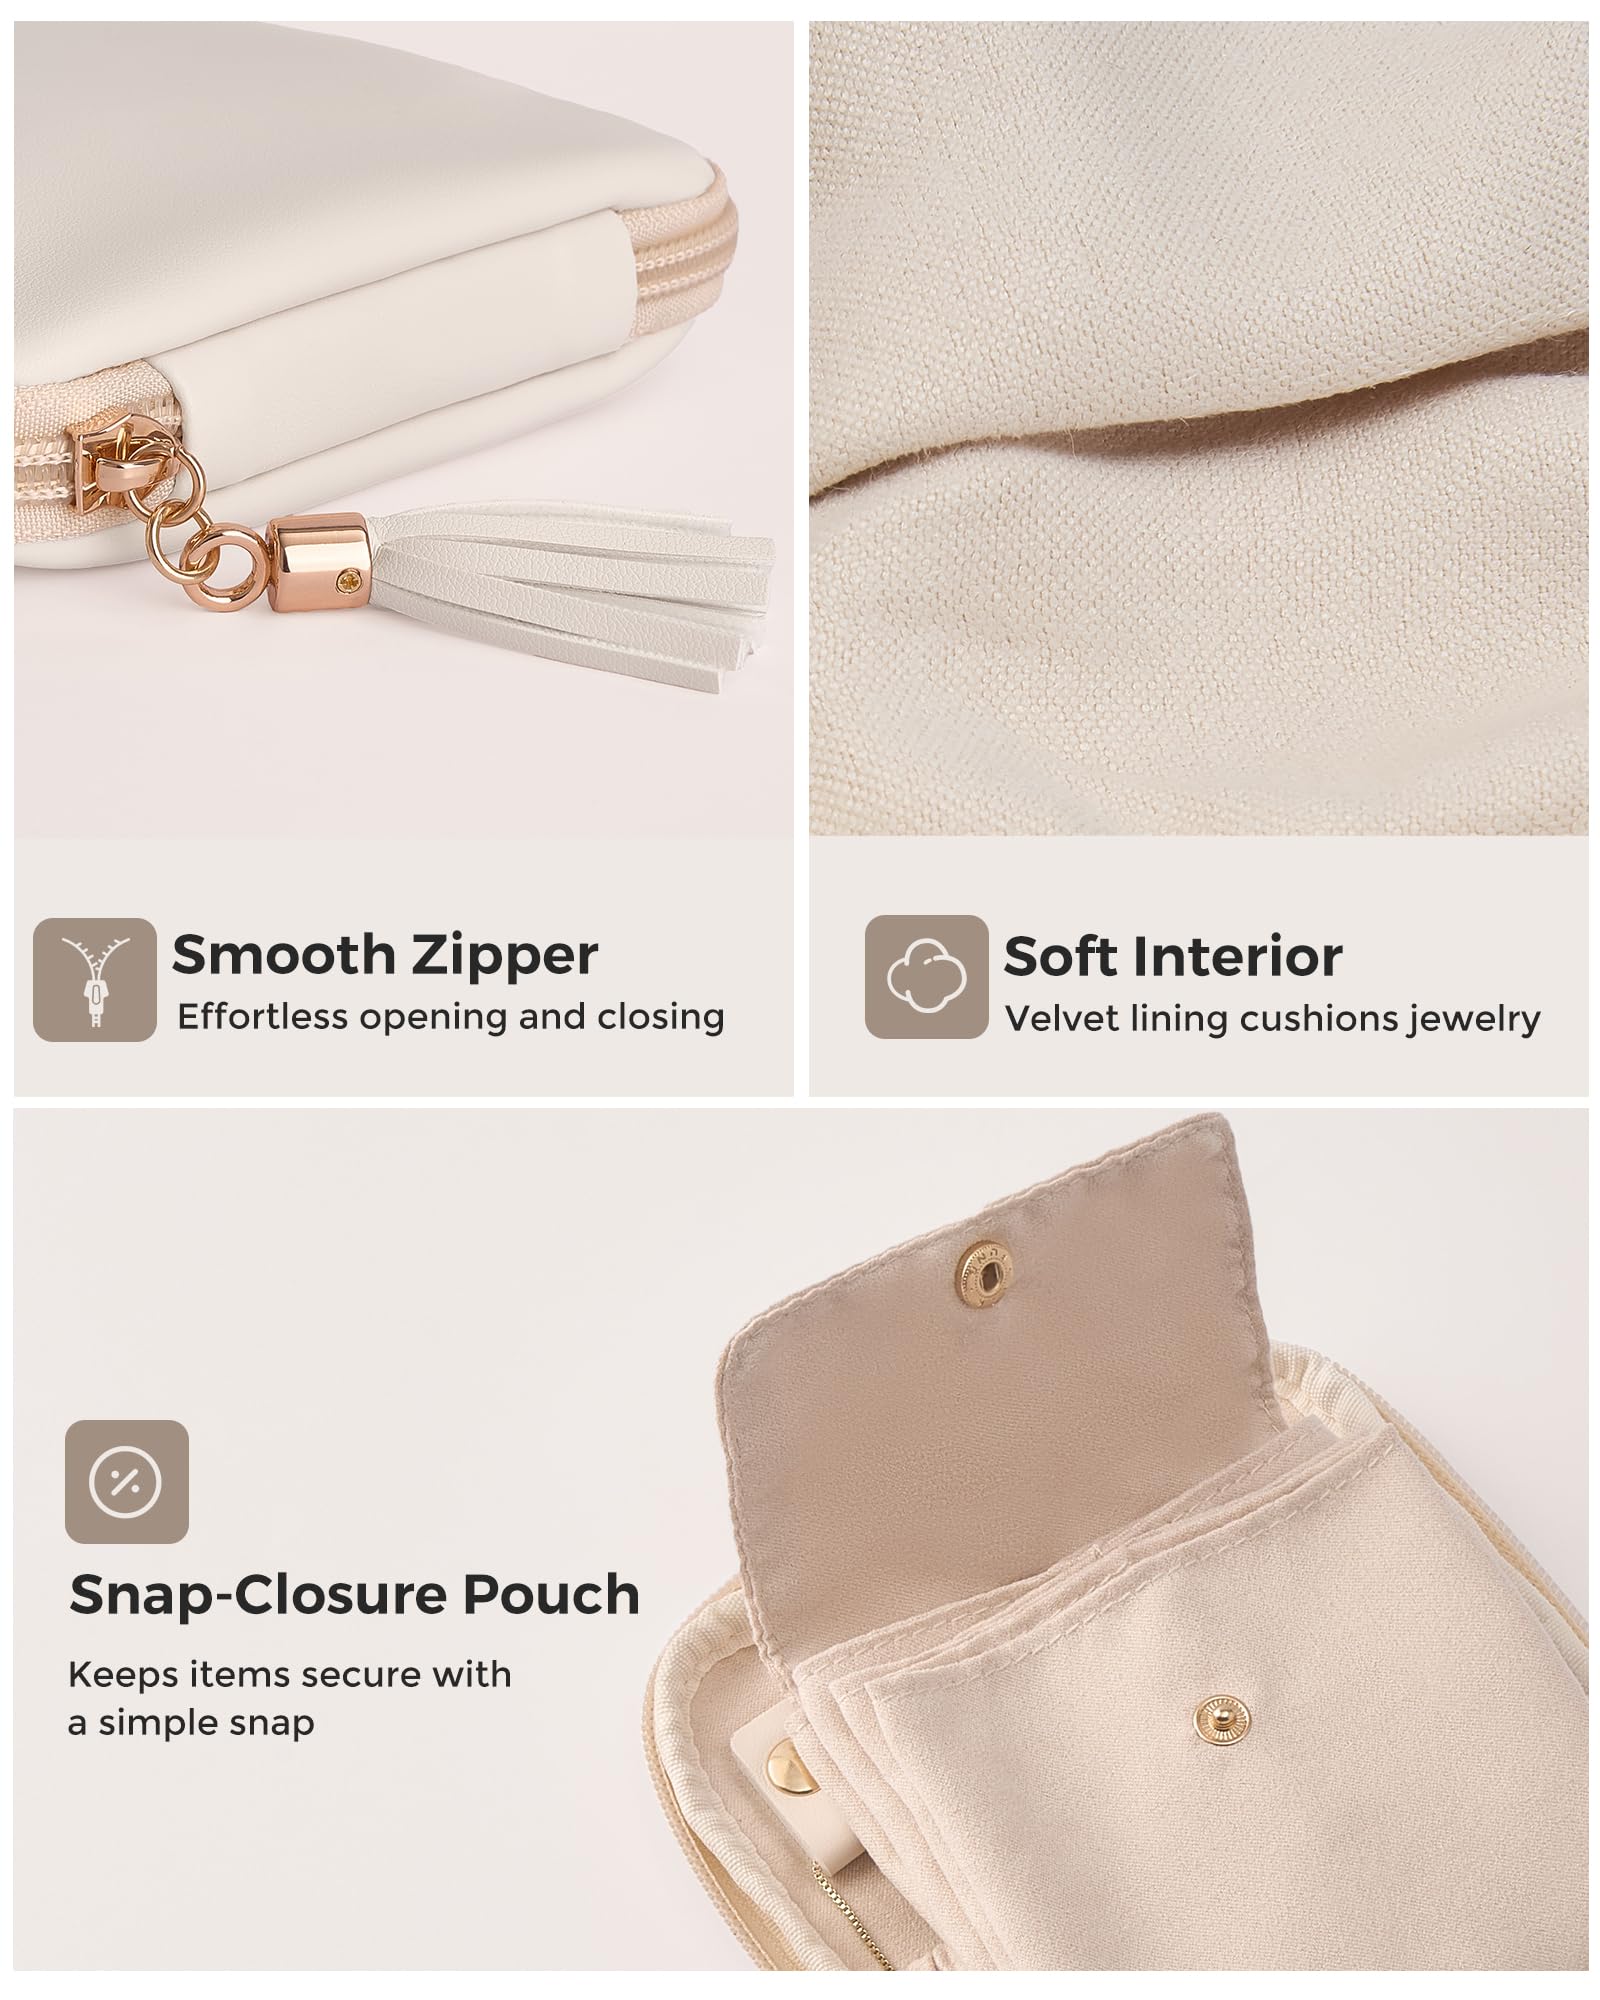 Smooth Zipper
Effortless opening and closing
Soft Interior
Velvet lining cushions jewelry
Snap-Closure Pouch
Keeps items secure with
a simple snap